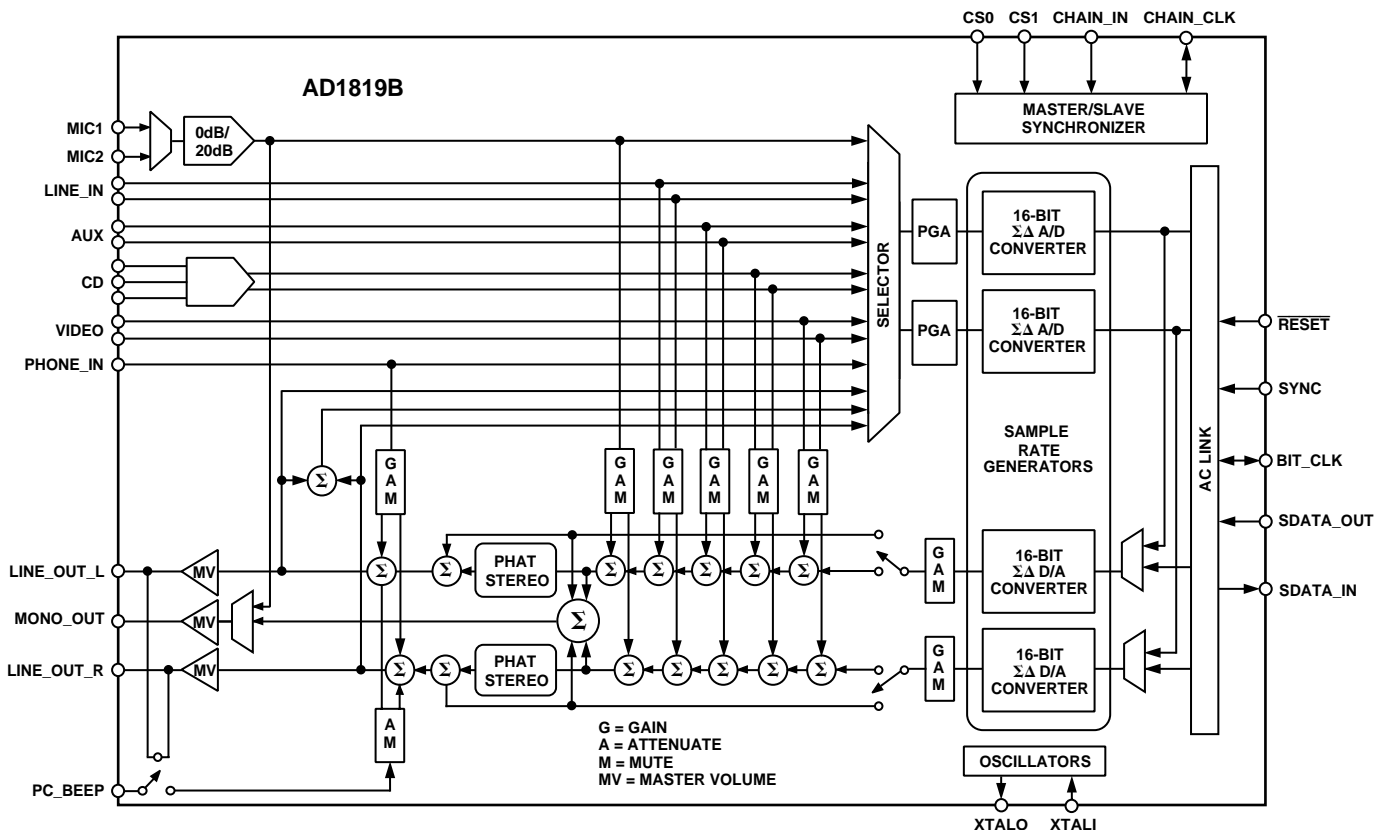 CS0 CS1 CHAIN_IN CHAIN_CLK
AD1819B
MASTER/SLAVE
SYNCHRONIZER
MIC1
MIC2
0dB/
20dB
LINE_IN
AUX
CD
VIDEO
PHONE_IN
SELECTOR
PGA
16-BIT
ΣΔ A/D
CONVERTER
PGA
16-BIT
ΣΔ A/D
CONVERTER
SAMPLE
RATE
GENERATORS
AC LINK
RESET
SYNC
BIT_CLK
SDATA_OUT
SDATA_IN
Σ
G
A
M
G
A
M
G
A
M
G
A
M
G
A
M
G
A
M
LINE_OUT_L
MV
Σ
Σ
PHAT
STEREO
Σ
Σ
Σ
Σ
Σ
G
A
M
16-BIT
ΣΔ D/A
CONVERTER
MONO_OUT
MV
Σ
LINE_OUT_R
MV
Σ
Σ
PHAT
STEREO
Σ
Σ
Σ
Σ
Σ
G
A
M
16-BIT
ΣΔ D/A
CONVERTER
A
M
G = GAIN
A = ATTENUATE
M = MUTE
MV = MASTER VOLUME
PC_BEEP
OSCILLATORS
XTALO XTALI